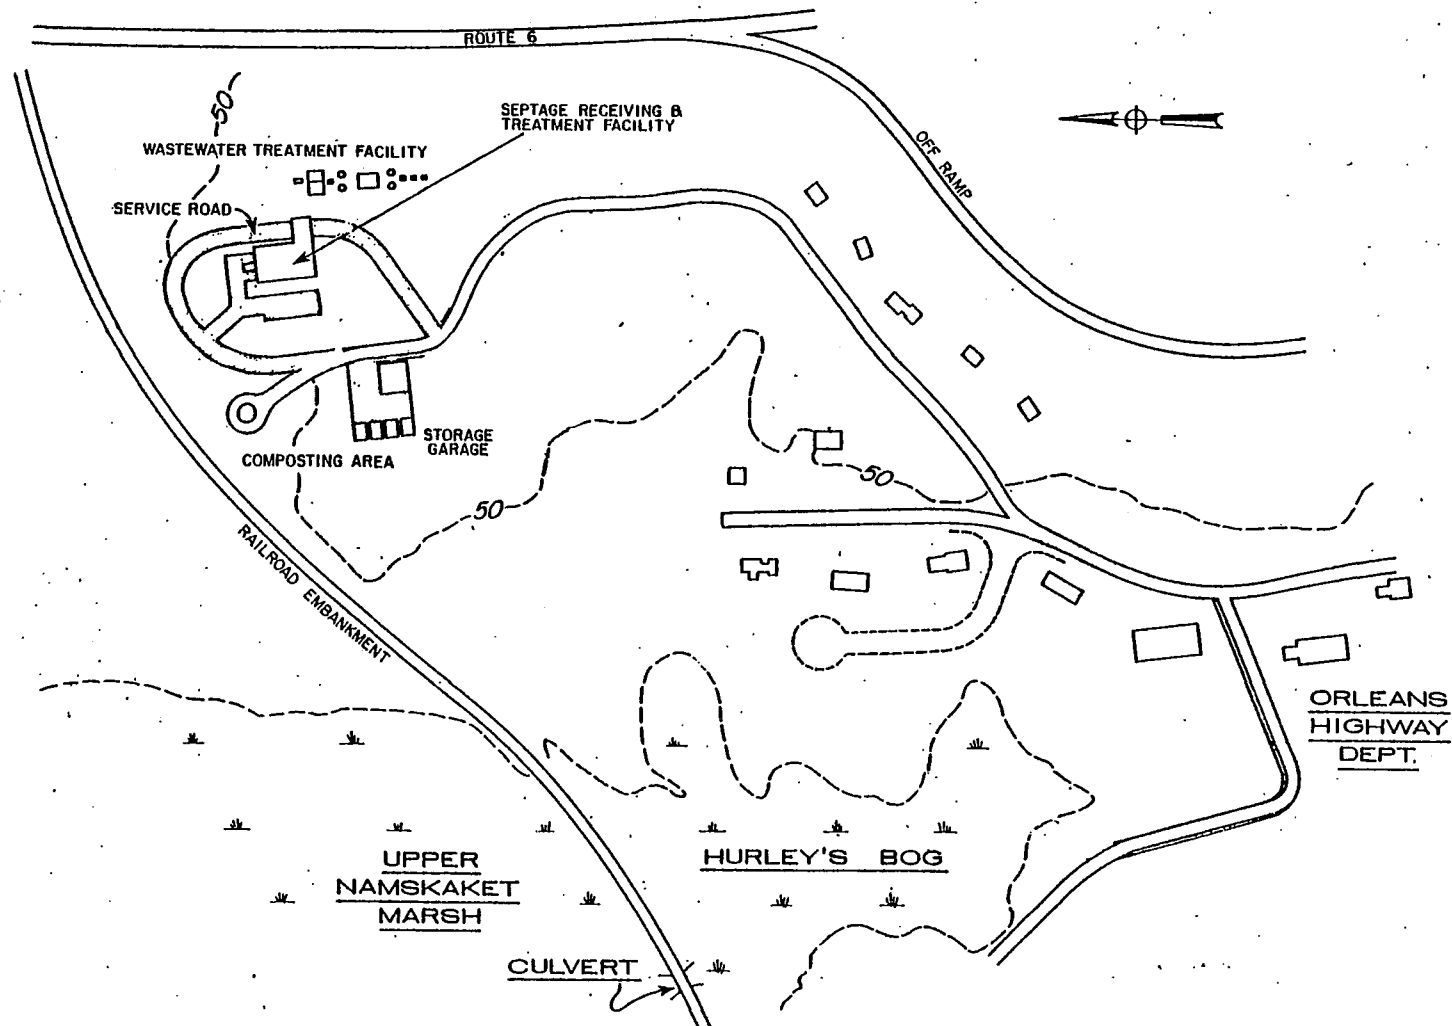 ROUTE 6
50
SEPTAGE RECEIVING &
TREATMENT FACILITY
WASTEWATER TREATMENT FACILITY
OFF RAMP
SERVICE ROAD
STORAGE
GARAGE
COMPOSTING AREA
50
50
RAILROAD EMBANKMENT
ORLEANS
HIGHWAY
DEPT.
UPPER
NAMSKAKET
MARSH
HURLEY'S BOG
CULVERT